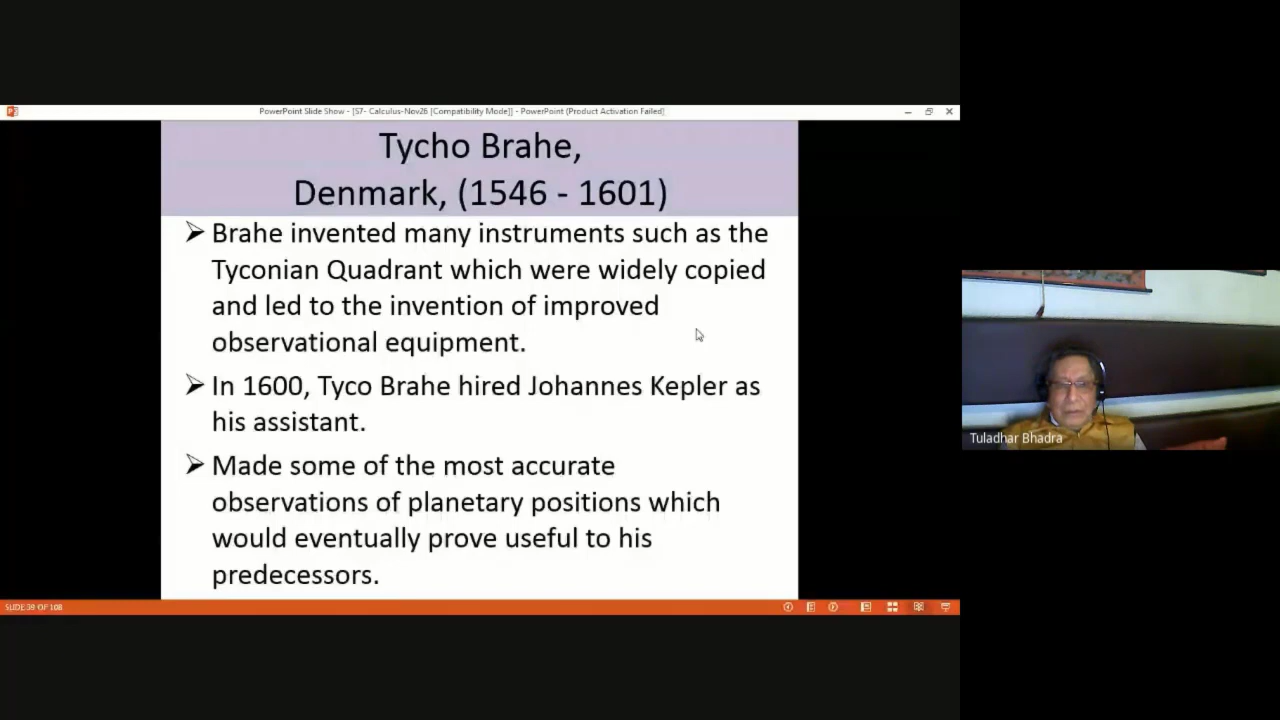 PowerPoint Slide Show - [S7- Calculus-Nov26 [Compatibility Mode]] - PowerPoint (Product Activation Failed)
Tycho Brahe,
Denmark, (1546 - 1601)
➢ Brahe invented many instruments such as the
Tyconian Quadrant which were widely copied
and led to the invention of improved
observational equipment.
➢ In 1600, Tyco Brahe hired Johannes Kepler as
his assistant.
➢ Made some of the most accurate
observations of planetary positions which
would eventually prove useful to his
predecessors.
SLIDE 39 OF 108
Tuladhar Bhadra